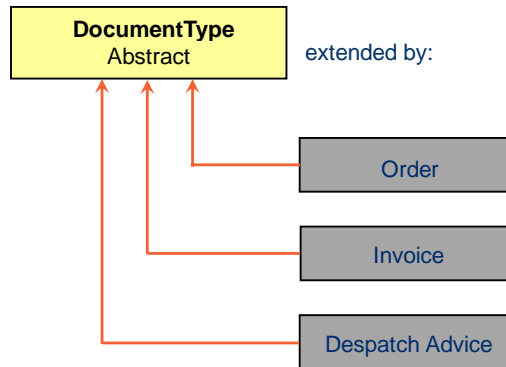 DocumentType
Abstract
extended by:
Order
Invoice
Despatch Advice